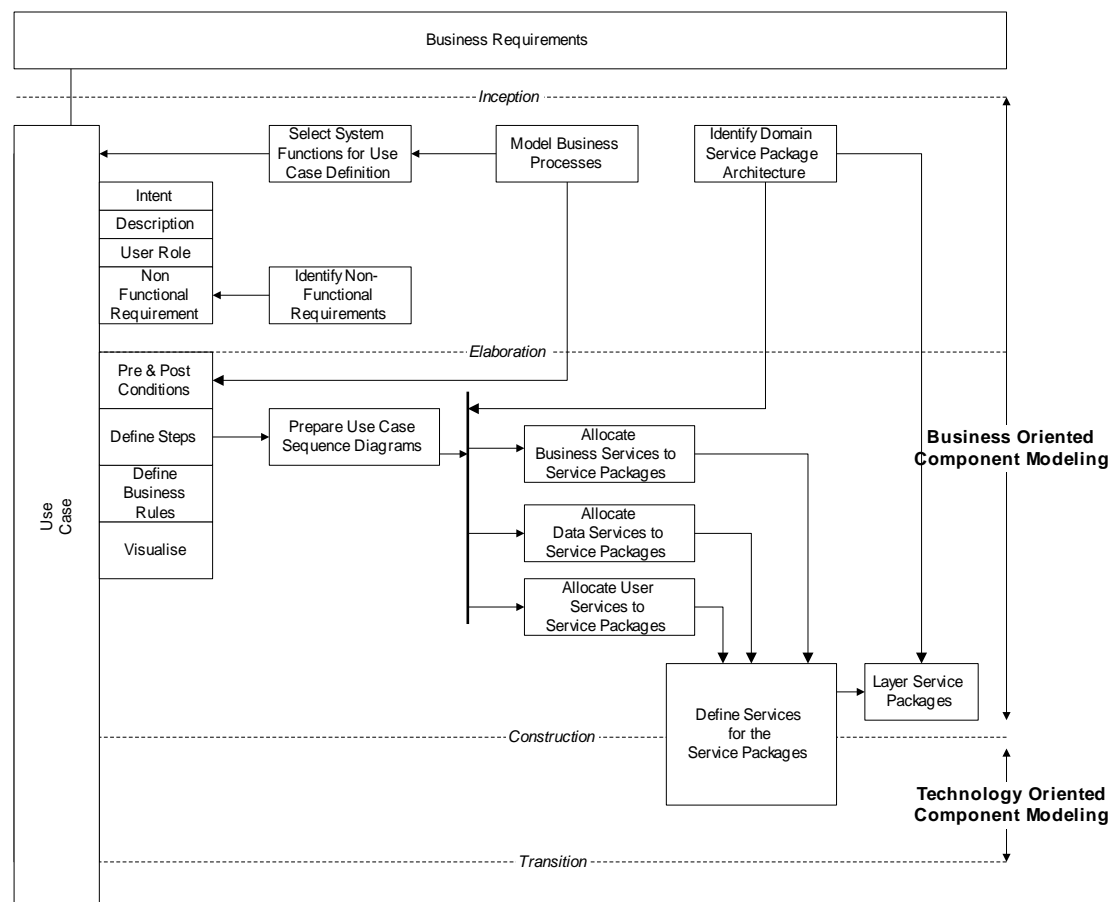 Business Requirements
Inception
Select System
Functions for Use
Case Definition
Model Business
Processes
Identify Domain
Service Package
Architecture
Intent
Description
User Role
Non
Functional
Requirement
Identify Non-
Functional
Requirements
Elaboration
Pre & Post
Conditions
Define Steps
Prepare Use Case
Sequence Diagrams
Allocate
Business Services to
Service Packages
Business Oriented
Component Modeling
Define
Business
Rules
Use
Case
Allocate
Data Services to
Service Packages
Visualise
Allocate User
Services to
Service Packages
Define Services
for the
Service Packages
Layer Service
Packages
Construction
Technology Oriented
Component Modeling
Transition